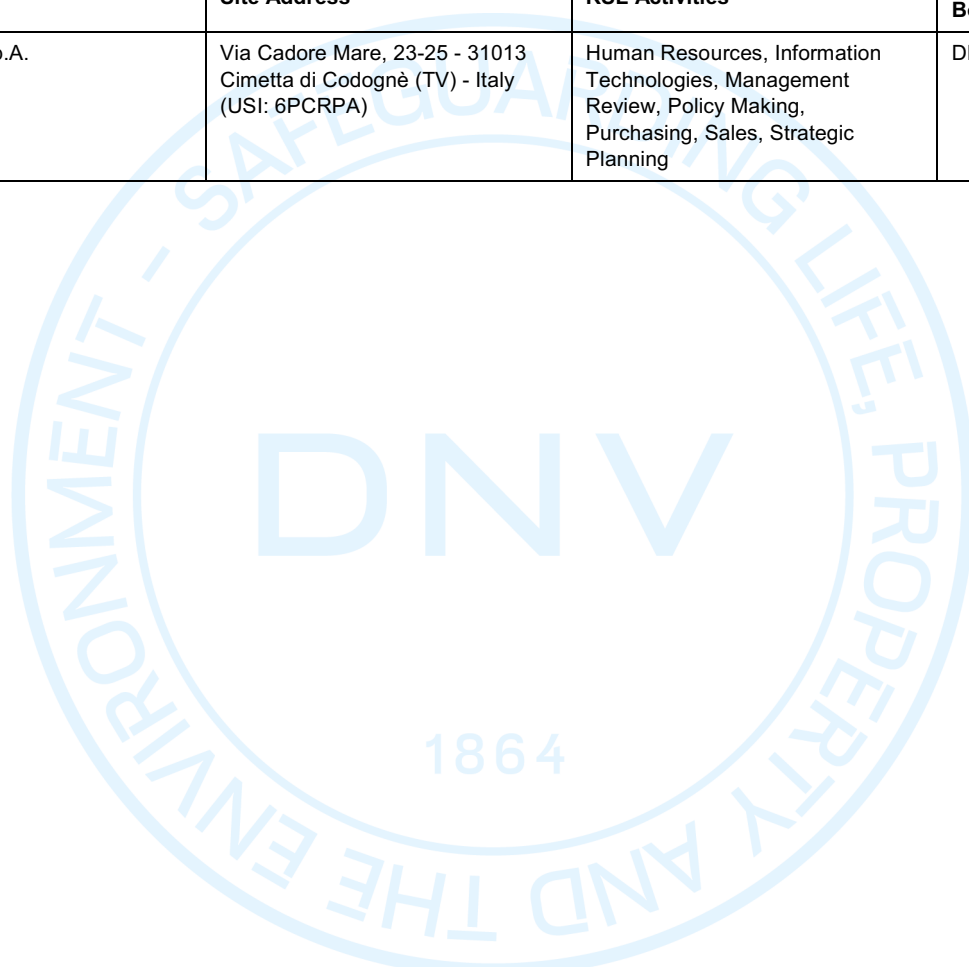 Site Address
RSL Activities
Via Cadore Mare, 23-25 - 31013
Cimetta di Codognè (TV) - Italy
(USI: 6PCRPA)
Human Resources, Information
Technologies, Management
Review, Policy Making,
Purchasing, Sales, Strategic
Planning
SAFEGUARDING LIFE, PROPERTY AND THE ENVIRONMENT -
DNV
1864